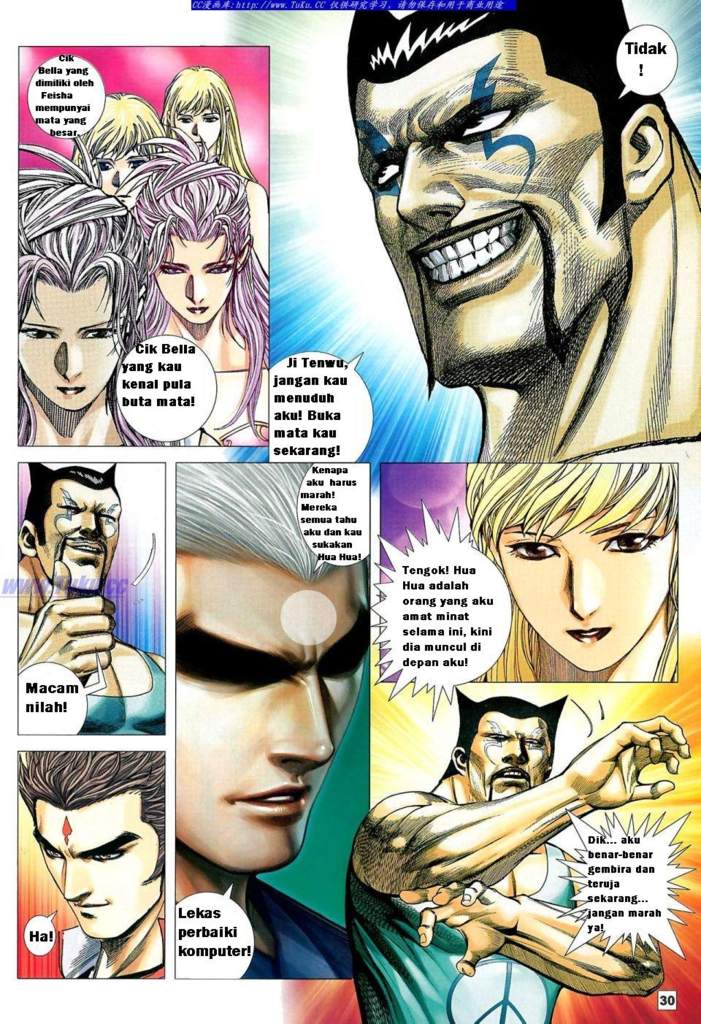 CC漫画库:http://www.TuKu.CC 仅供研究学习，请勿保存和用于商业用途
Cik
Bella yang
dimiliki oleh
Feisha
mempunyai
mata yang
besar.
Tidak
!
Cik Bella
yang kau
kenal pula
buta mata!
Ji Tenwu,
jangan kau
menuduh
aku! Buka
mata kau
sekarang!
Macam
nilah!
Kenapa
aku harus
marah!
Mereka
semua tahu
aku dan kau
sukakan
Hua Hua!
Tengok! Hua
Hua adalah
orang yang aku
amat minat
selama ini, kini
dia muncul di
depan aku!
www.Tuku.cc
Ha!
Lekas
perbaiki
komputer!
Dik... aku
benar-benar
gembira dan
teruja
sekarang...
jangan marah
ya!
30